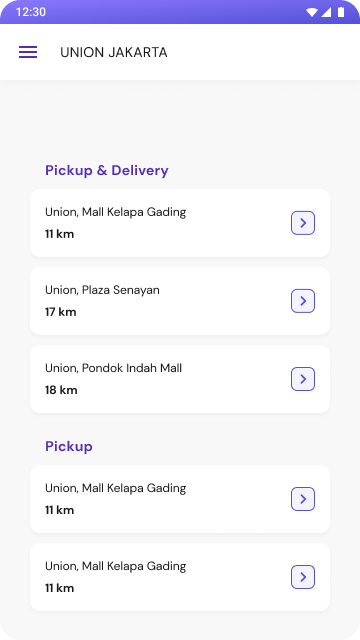 12:30
UNION JAKARTA
Pickup & Delivery
Union, Mall Kelapa Gading
11 km
Union, Plaza Senayan
17 km
Union, Pondok Indah Mall
18 km
Pickup
Union, Mall Kelapa Gading
11 km
Union, Mall Kelapa Gading
11 km